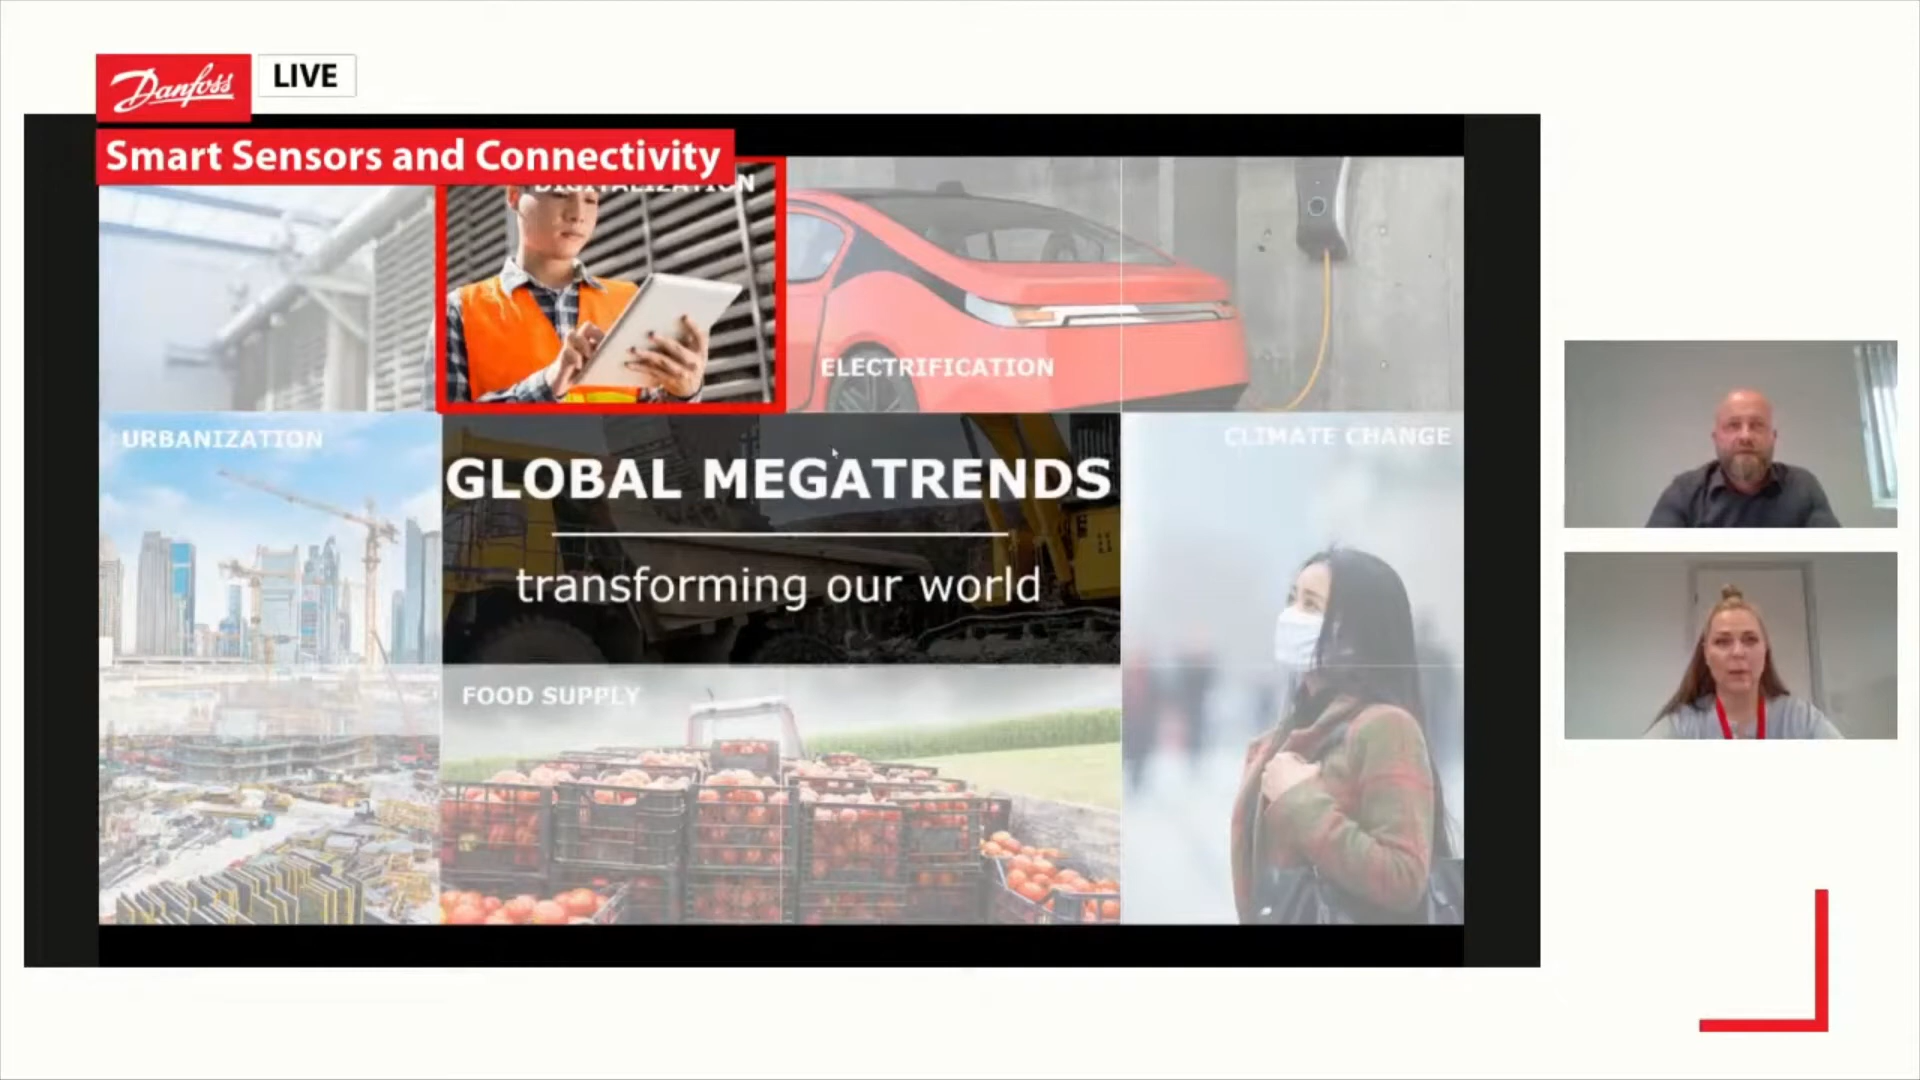 Danfoss
LIVE
Smart Sensors and Connectivity
DIGITALIZATION
ELECTRIFICATION
URBANIZATION
CLIMATE CHANGE
GLOBAL MEGATRENDS
transforming our world
FOOD SUPPLY